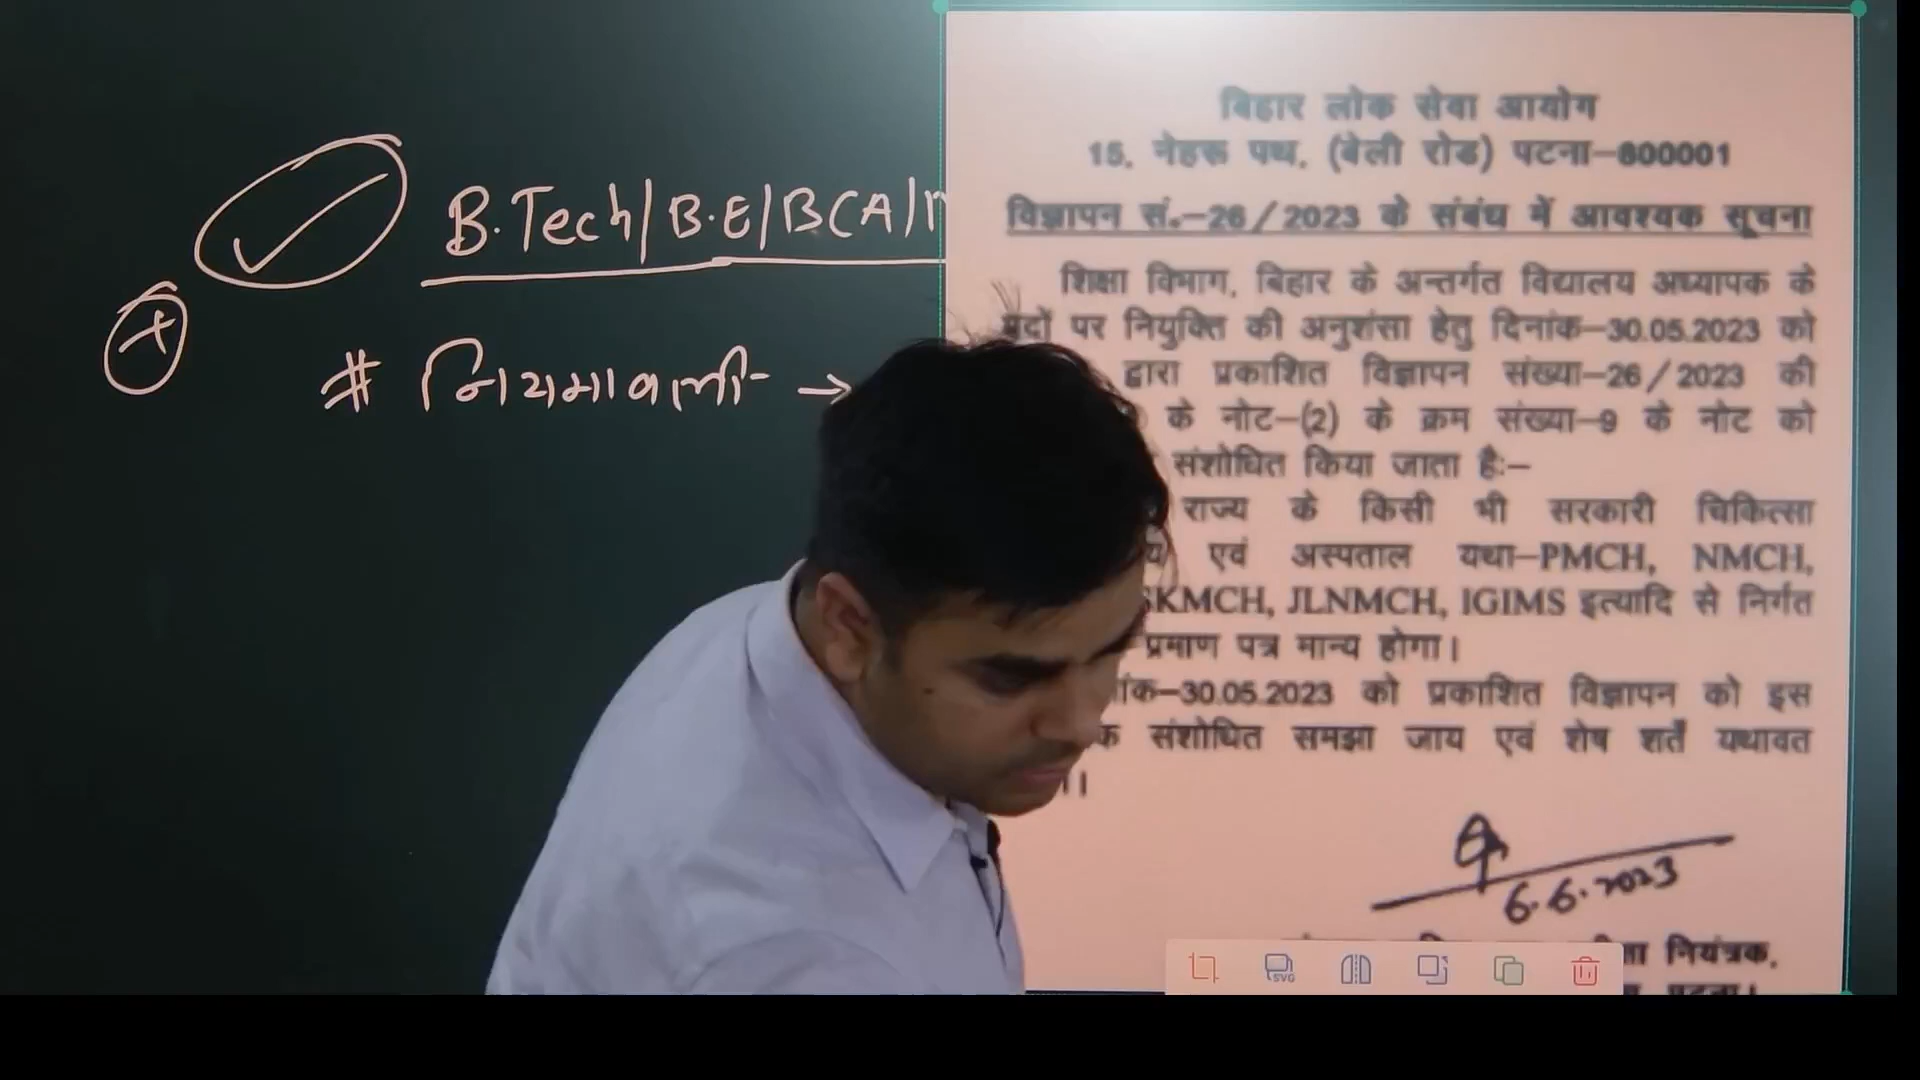 B.Tech/B.E/BCA/
# नियमावली →
बिहार लोक सेवा आयोग
15, नेहरू पथ, (बेली रोड) पटना-800001
विज्ञापन सं.-26/2023 के संबंध में आवश्यक सूचना
शिक्षा विभाग, बिहार के अन्तर्गत विद्यालय अध्यापक के
पदों पर नियुक्ति की अनुशंसा हेतु दिनांक-30.05.2023 को
द्वारा प्रकाशित विज्ञापन संख्या-26/2023 की
के नोट-(2) के क्रम संख्या-9 के नोट को
संशोधित किया जाता है:-
राज्य के किसी भी सरकारी चिकित्सा
एवं अस्पताल यथा-PMCH, NMCH,
SKMCH, JLNMCH, IGIMS इत्यादि से निर्गत
प्रमाण पत्र मान्य होगा।
-30.05.2023 को प्रकाशित विज्ञापन को इस
संशोधित समझा जाय एवं शेष शर्तें यथावत
6.6.2023
नियंत्रक,
पटना।
SVG